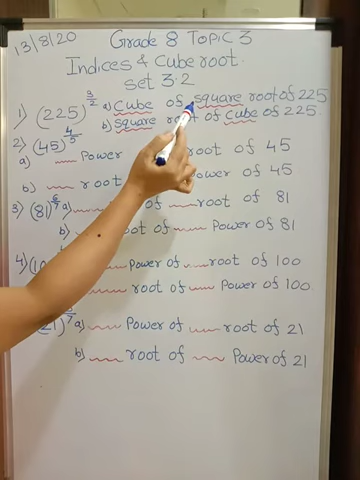 13/8/20 Grade 8 Topic 3
Indices & Cube root.
Set 3.2
1) (225)^3/2 a) Cube of square root of 225
b) Square root of cube of 225.
2) (45)^4/5
a) Power root of 45
b) root Power of 45
3) (81) a) of root of 81
b) root of Power of 81
4) Power of root of 100
root of Power of 100.
21) a) Power of root of 21
b) root of Power of 21